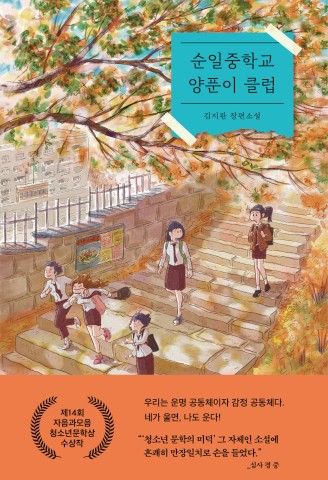 순일중학교
양푼이 클럽
김지완 장편소설
제14회
자음과모음
청소년문학상
수상작
우리는 운명 공동체이자 감정 공동체다.
네가 울면, 나도 운다!
“‘청소년 문학의 미덕’ 그 자체인 소설에
흔쾌히 만장일치로 손을 들었다.”
_심사평 중